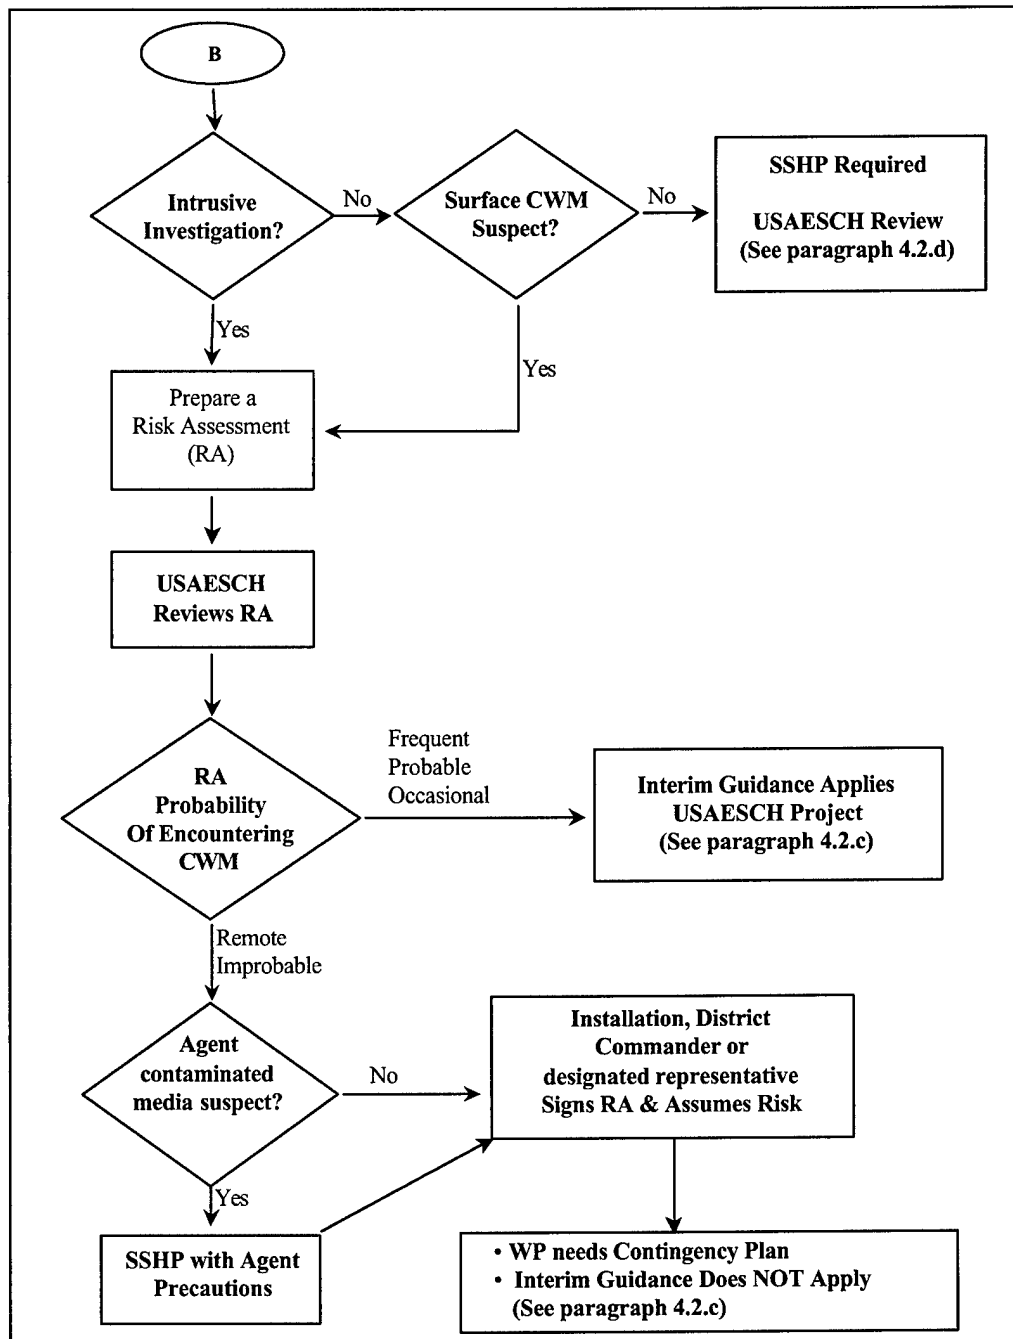 B
Intrusive
Investigation?
No
Surface CWM
Suspect?
No
SSHP Required
USAESCH Review
(See paragraph 4.2.d)
Yes
Yes
Prepare a
Risk Assessment
(RA)
USAESCH
Reviews RA
RA
Probability
Of Encountering
CWM
Frequent
Probable
Occasional
Interim Guidance Applies
USAESCH Project
(See paragraph 4.2.c)
Remote
Improbable
Agent
contaminated
media suspect?
No
Installation, District
Commander or
designated representative
Signs RA & Assumes Risk
Yes
SSHP with Agent
Precautions
• WP needs Contingency Plan
• Interim Guidance Does NOT Apply
(See paragraph 4.2.c)